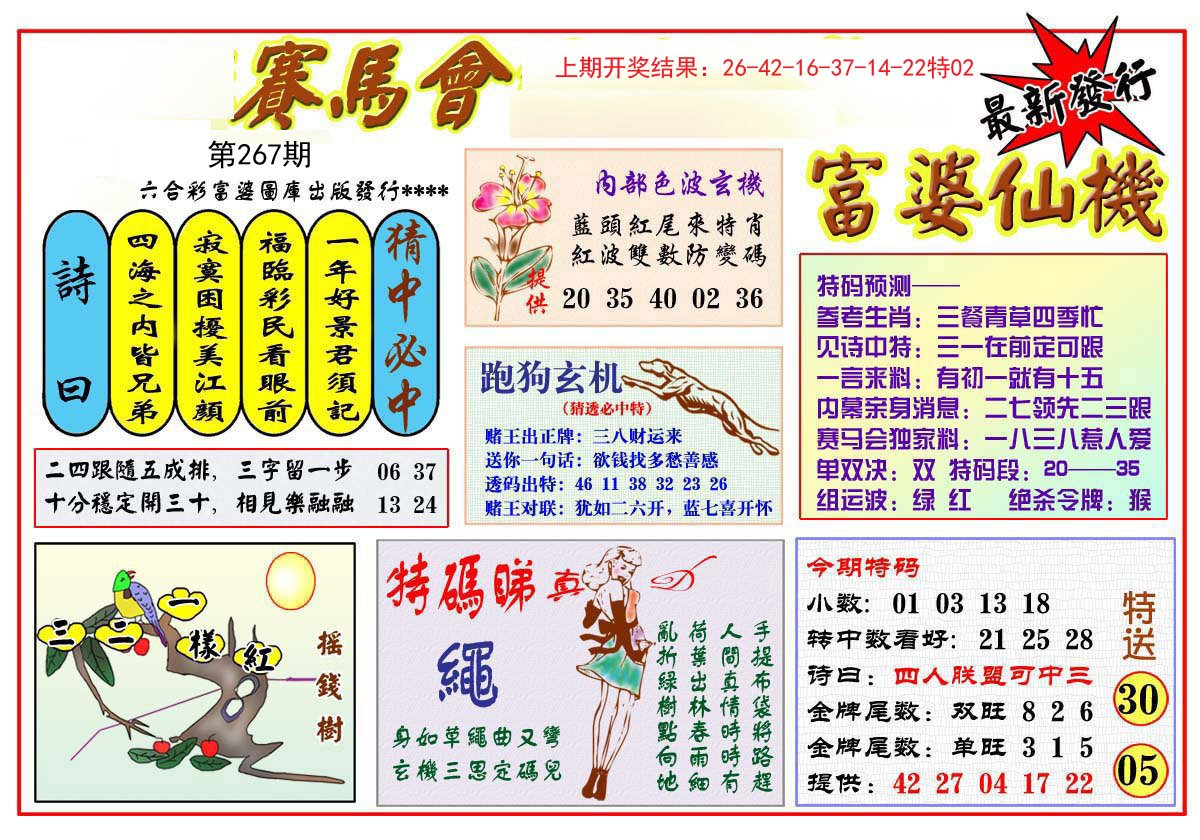 賽馬會
上期开奖结果：26-42-16-37-14-22特02
最新發行
第267期
六合彩富婆圖庫出版發行****
富婆仙機
猜中必中
一年好景君須記
福臨彩民看眼前
寂寞困擾美江顏
四海之内皆兄弟
詩曰
二四跟隨五成排，三字留一步 06 37
十分穩定開三十，相見樂融融 13 24
内部色波玄機
藍頭紅尾來特肖
紅波雙數防變碼
提供
20 35 40 02 36
跑狗玄机
（猜透必中特）
赌王出正牌：三八财运来
送你一句话：欲钱找多愁善感
透码出特：46 11 38 32 23 26
赌王对联：犹如二六开，蓝七喜开怀
特码预测——
参考生肖：三餐青草四季忙
见诗中特：三一在前定可跟
一言来料：有初一就有十五
内幕亲身消息：二七领先二三跟
赛马会独家料：一八三八惹人爱
单双决：双 特码段：20——35
组运波：绿 红 绝杀令牌：猴
三二一樣紅
摇錢樹
特碼睇真D
繩
身如草繩曲又彎
玄機三思定碼兒
手提布袋將路趕
人間真情時時有
荷葉出林春雨細
亂折綠樹點向地
今期特码
小数：01 03 13 18
转中数看好：21 25 28
诗曰：四人联盟可中三
金牌尾数：双旺 8 2 6
金牌尾数：单旺 3 1 5
提供：42 27 04 17 22
特送
30
05